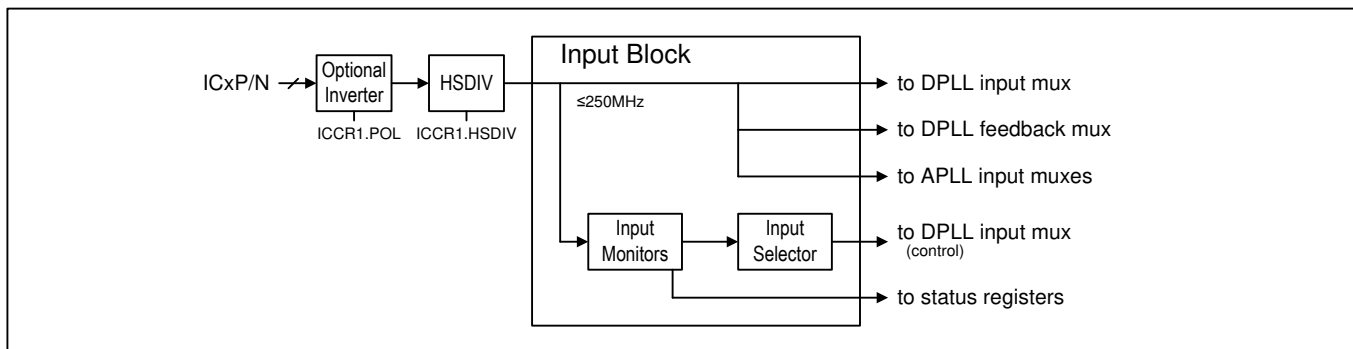 Input Block
ICxP/N
Optional
Inverter
HSDIV
ICCR1.POL
ICCR1.HSDIV
≤250MHz
to DPLL input mux
to DPLL feedback mux
to APLL input muxes
Input
Monitors
Input
Selector
to DPLL input mux
(control)
to status registers